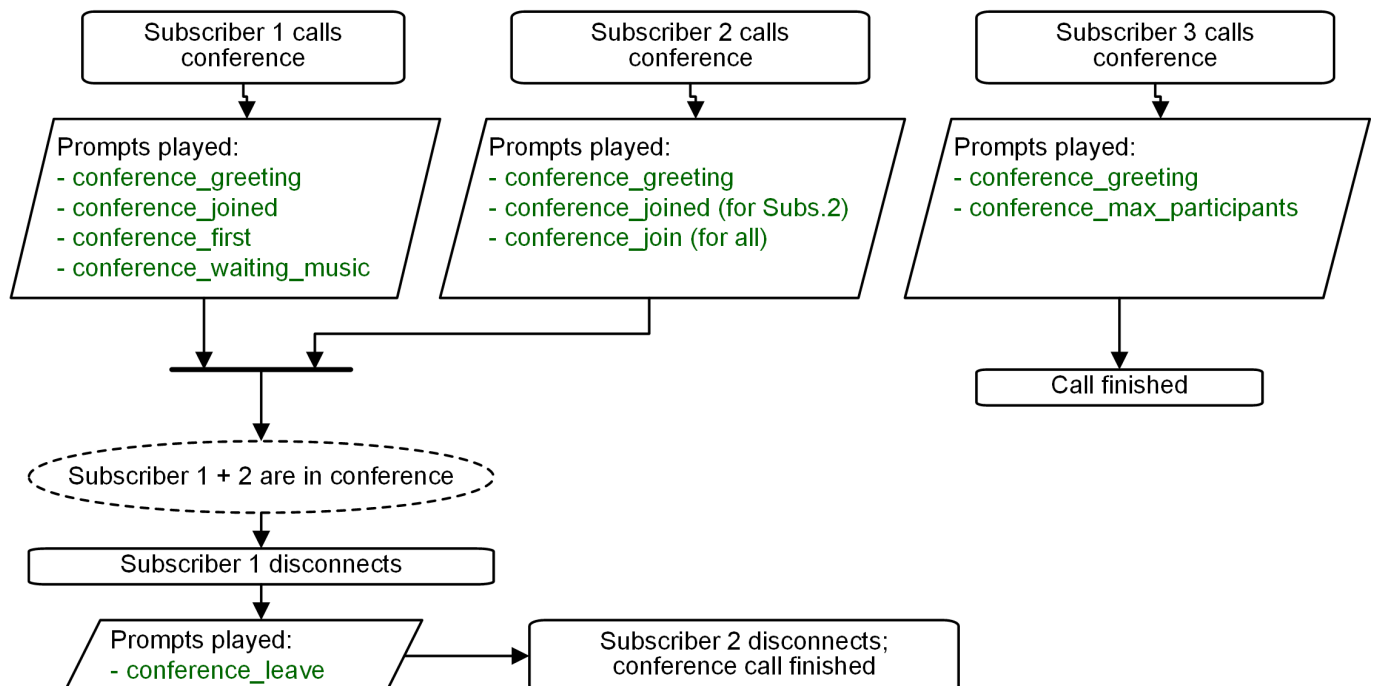 Subscriber 1 calls
conference
Subscriber 2 calls
conference
Subscriber 3 calls
conference
Prompts played:
- conference_greeting
- conference_joined
- conference_first
- conference_waiting_music
Prompts played:
- conference_greeting
- conference_joined (for Subs.2)
- conference_join (for all)
Prompts played:
- conference_greeting
- conference_max_participants
Call finished
Subscriber 1 + 2 are in conference
Subscriber 1 disconnects
Prompts played:
- conference_leave
Subscriber 2 disconnects;
conference call finished